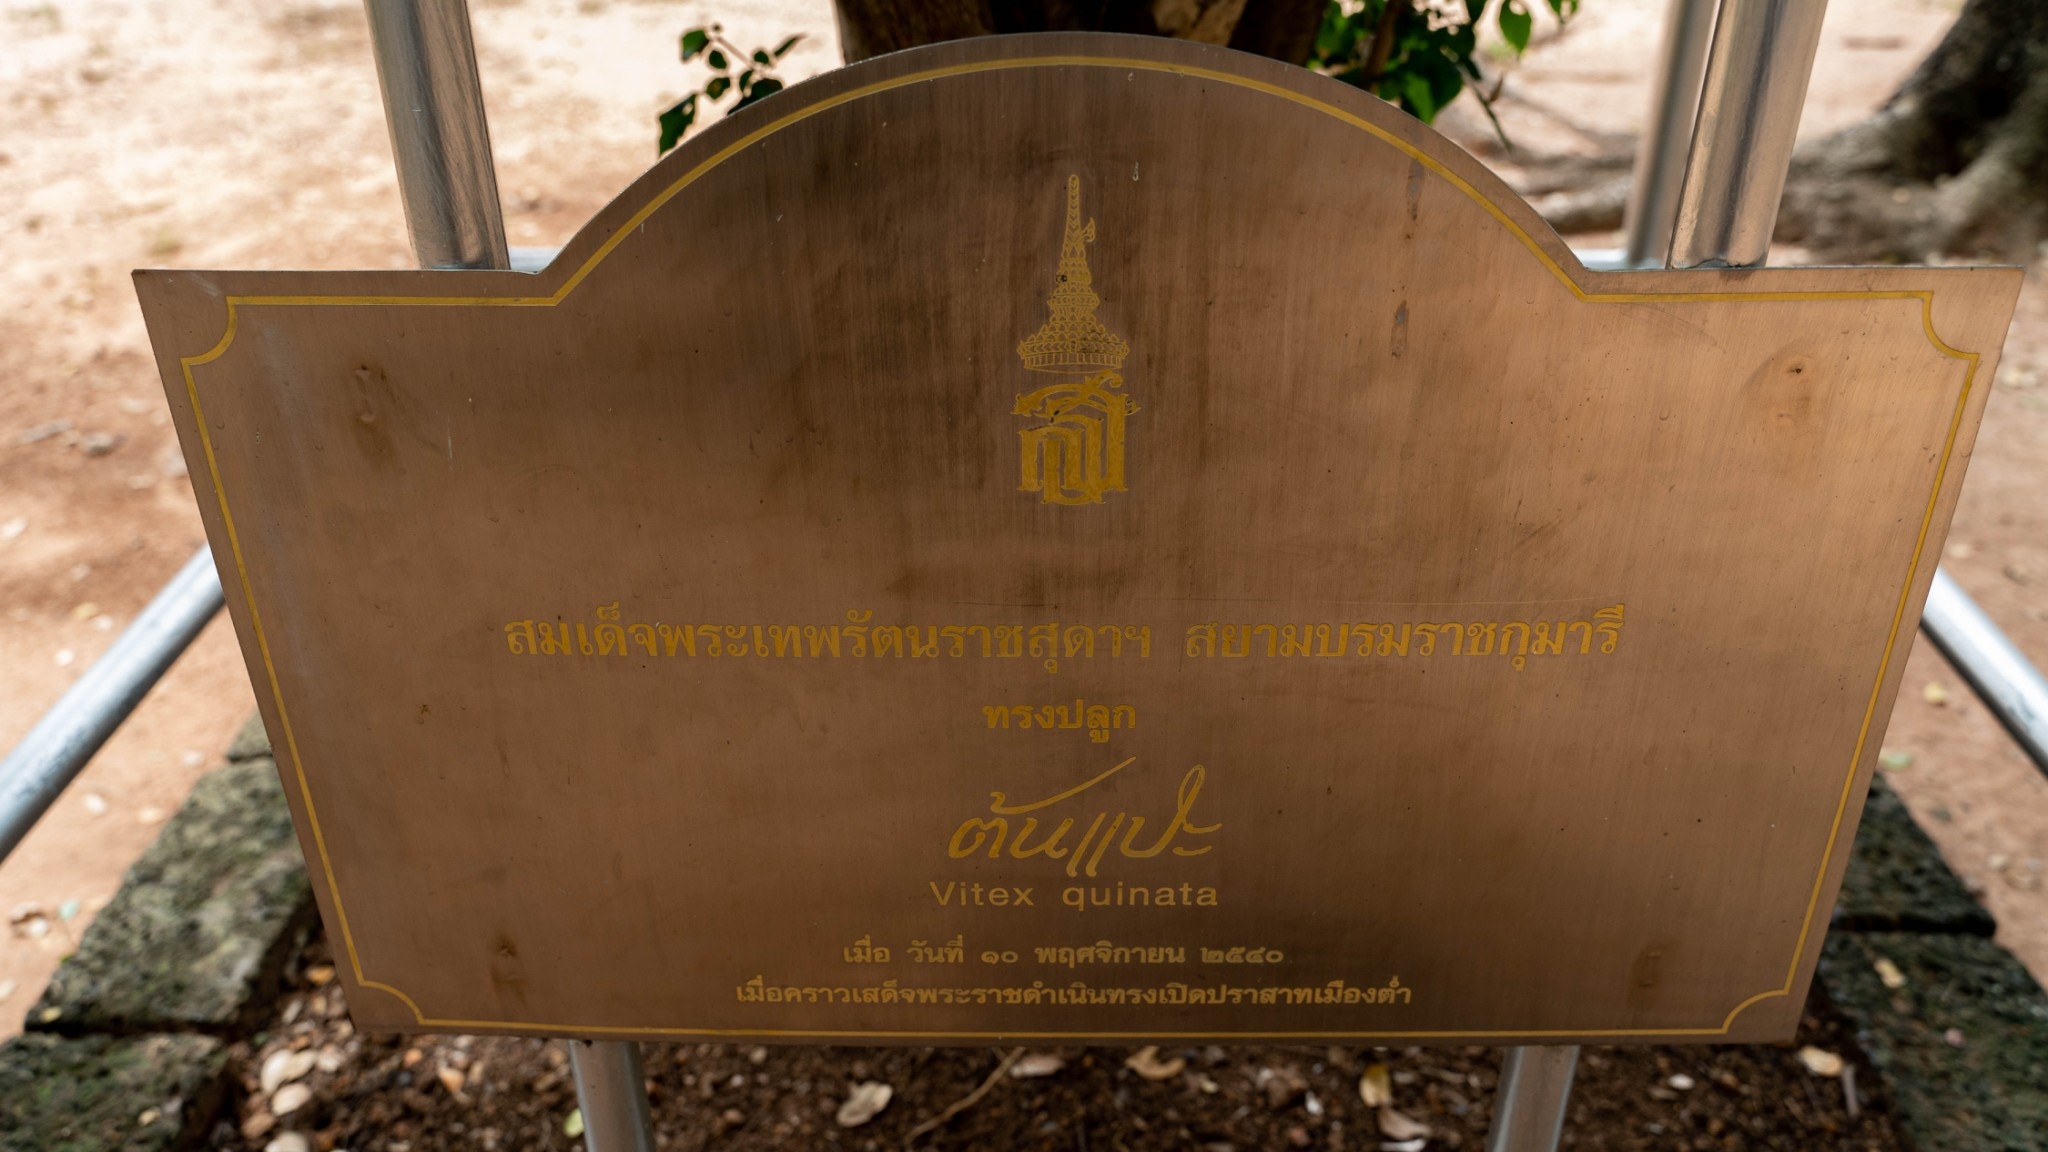 สธ
สมเด็จพระเทพรัตนราชสุดาฯ สยามบรมราชกุมารี
ทรงปลูก
ต้นแปะ
Vitex quinata
เมื่อ วันที่ ๑๐ พฤศจิกายน ๒๕๔๐
เมื่อคราวเสด็จพระราชดำเนินทรงเปิดปราสาทเมืองต่ำ